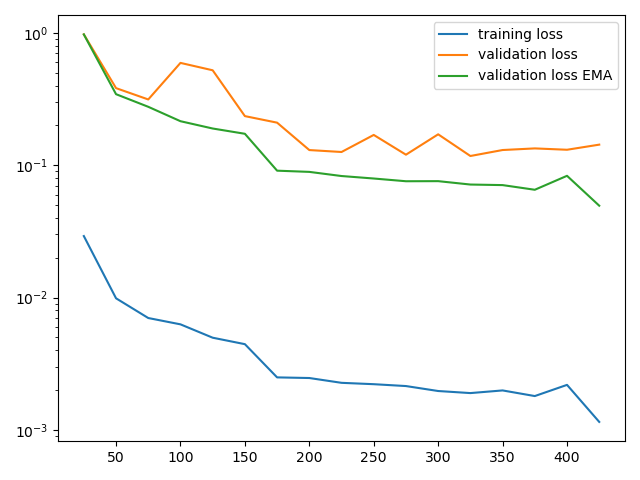 training loss
validation loss
validation loss EMA
10⁰
10⁻¹
10⁻²
10⁻³
50 100 150 200 250 300 350 400